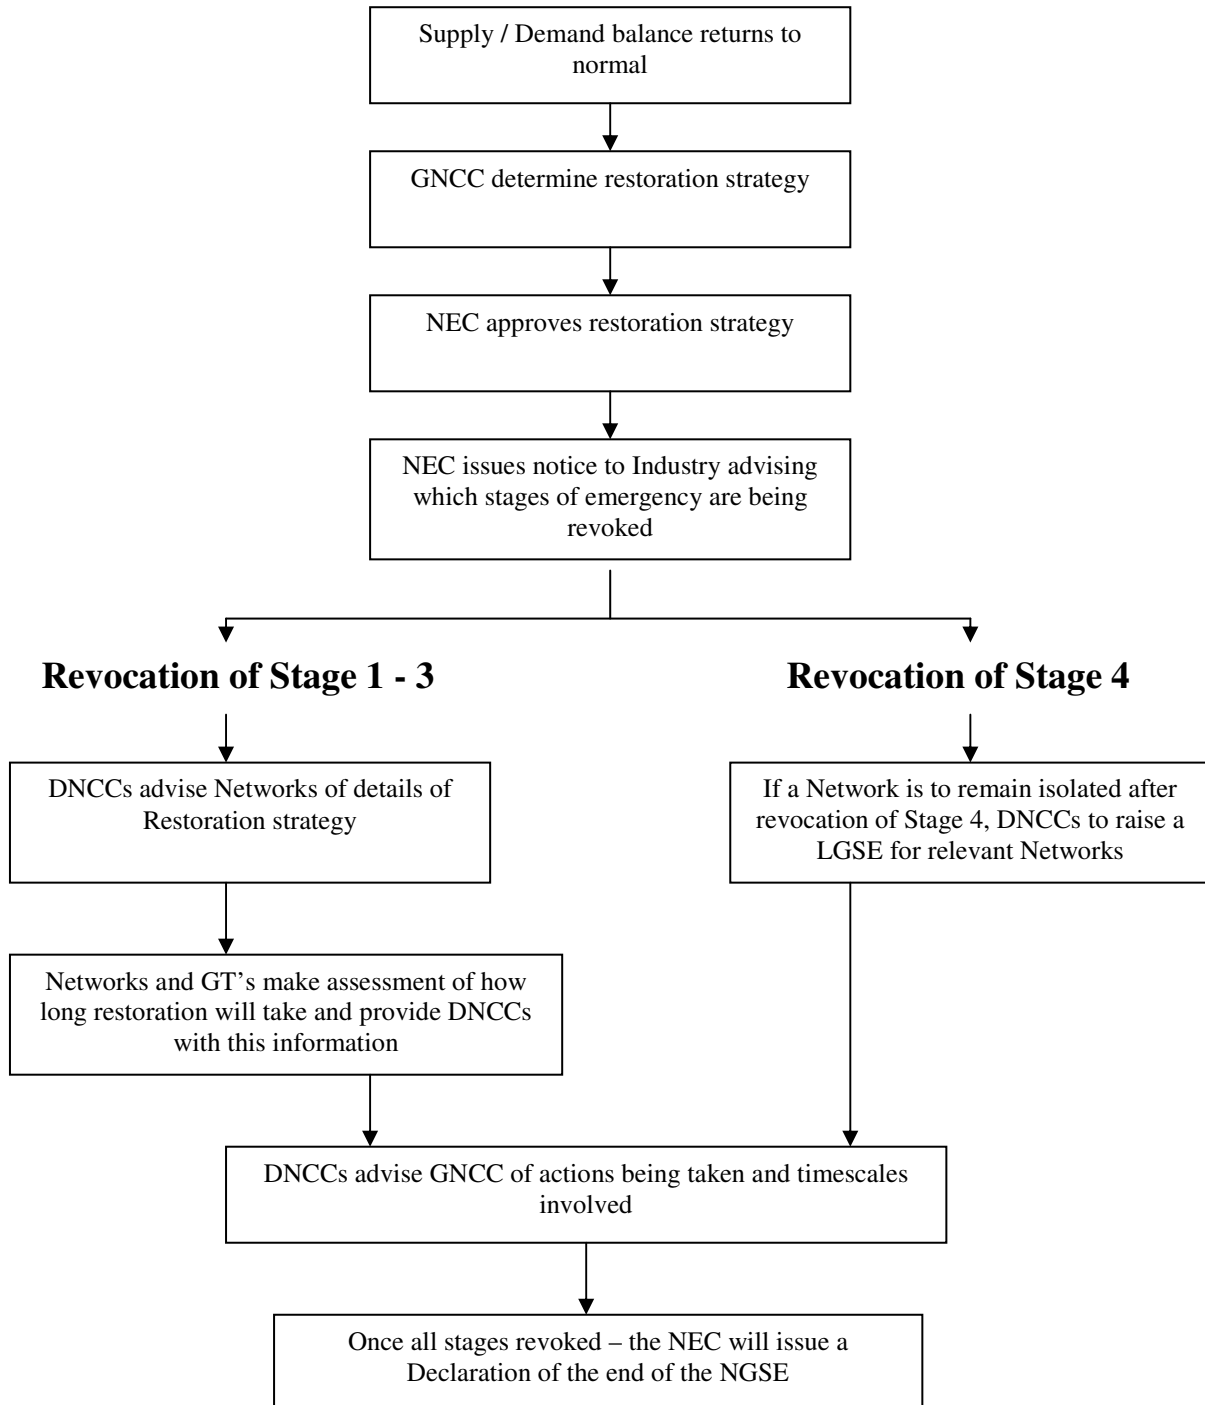 Supply / Demand balance returns to
normal
GNCC determine restoration strategy
NEC approves restoration strategy
NEC issues notice to Industry advising
which stages of emergency are being
revoked
Revocation of Stage 1 - 3
Revocation of Stage 4
DNCCs advise Networks of details of
Restoration strategy
If a Network is to remain isolated after
revocation of Stage 4, DNCCs to raise a
LGSE for relevant Networks
Networks and GT’s make assessment of how
long restoration will take and provide DNCCs
with this information
DNCCs advise GNCC of actions being taken and timescales
involved
Once all stages revoked – the NEC will issue a
Declaration of the end of the NGSE